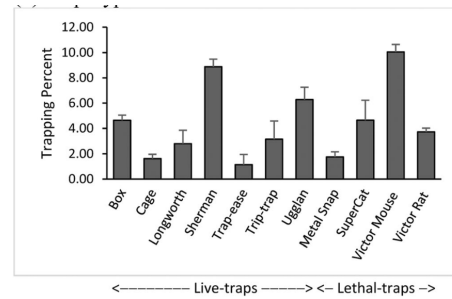 12.00
10.00
8.00
6.00
4.00
2.00
0.00
Trapping Percent
Box
Cage
Longworth
Sherman
Trap-ease
Trip-trap
Ugglan
Metal Snap
SuperCat
Victor Mouse
Victor Rat
<-------- Live-traps -----> <- Lethal-traps ->